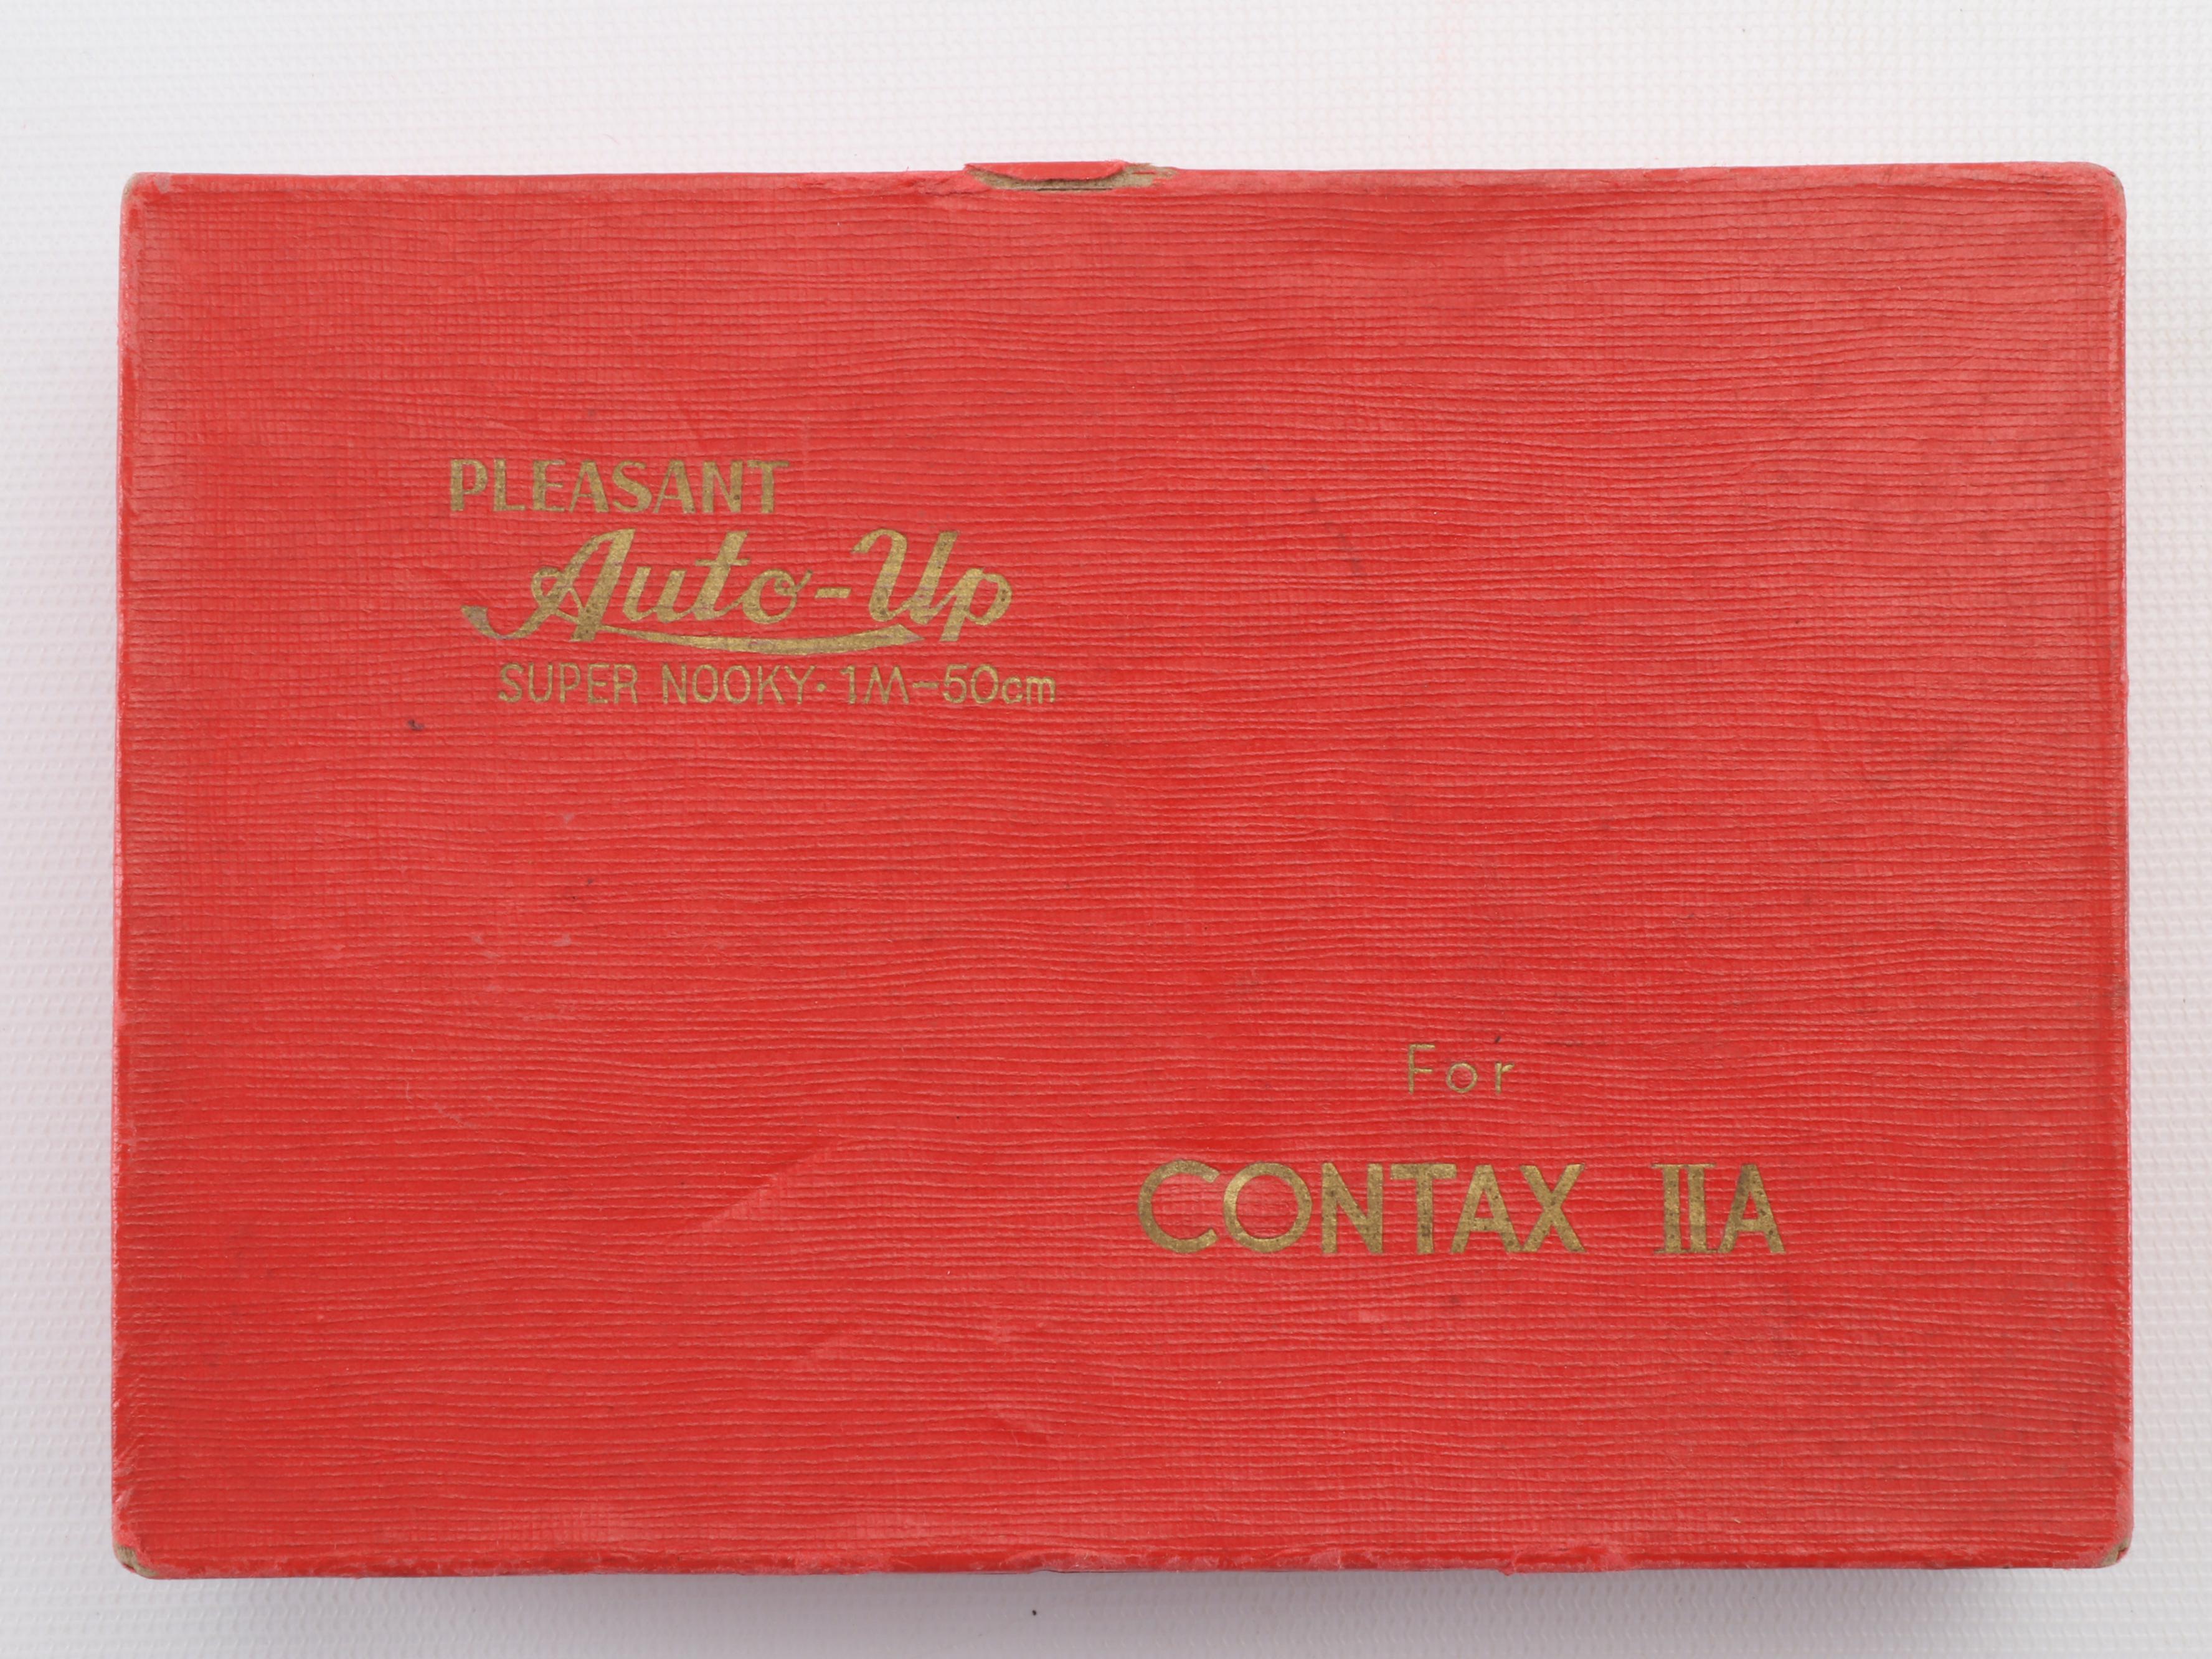 PLEASANT
Auto-Up
SUPER NOOKY·1M-50cm
For
CONTAX IIA